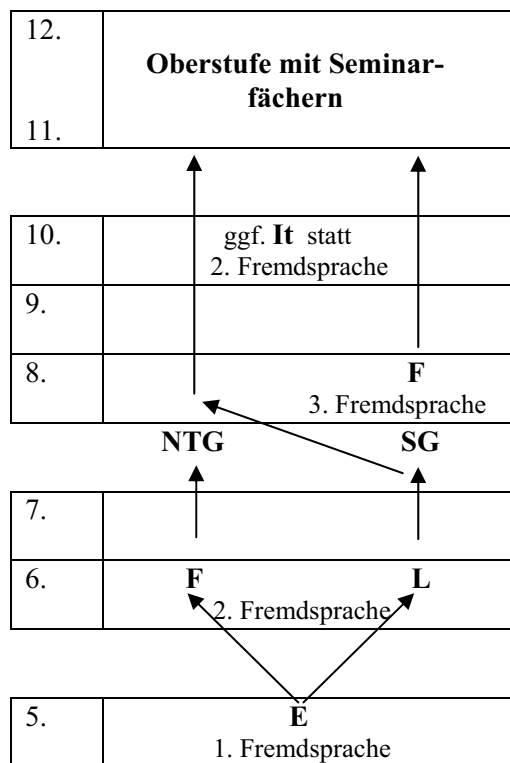 12.
Oberstufe mit Seminar-
fächern
11.
10.
ggf. It statt
2. Fremdsprache
9.
8.
F
3. Fremdsprache
NTG SG
7.
6.
F L
2. Fremdsprache
5.
E
1. Fremdsprache